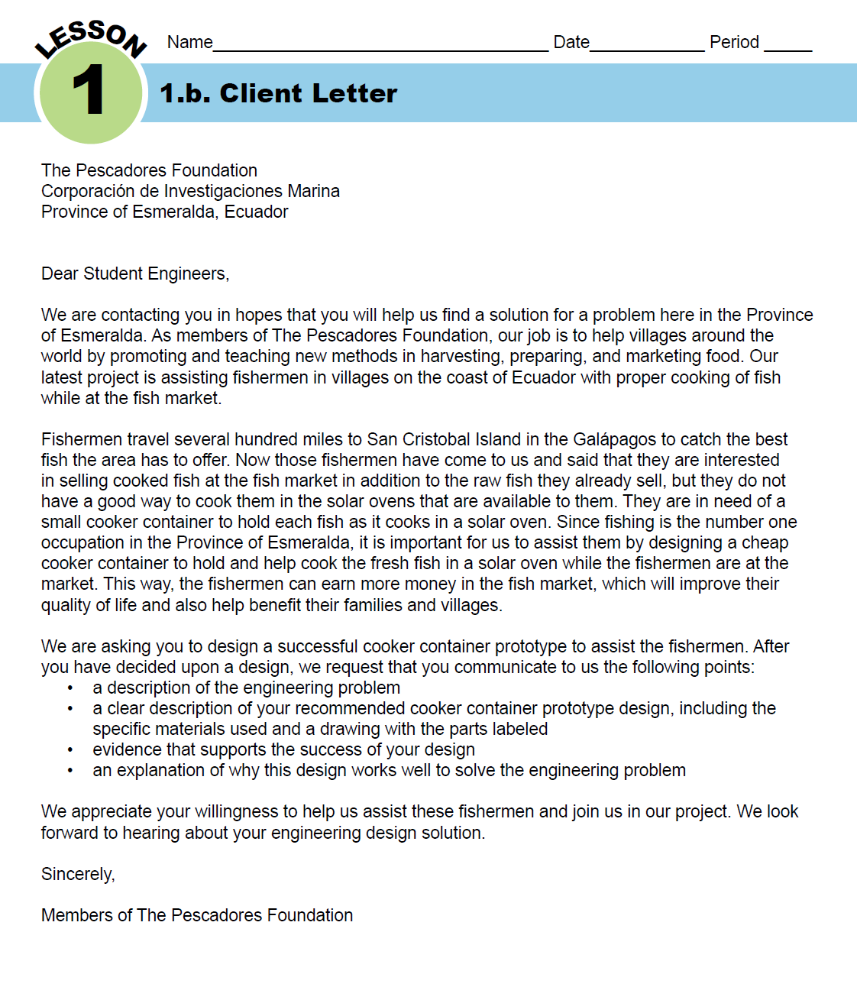 LESSON
1
Name_________________________________ Date___________ Period _____
1.b. Client Letter
The Pescadores Foundation
Corporación de Investigaciones Marina
Province of Esmeralda, Ecuador
Dear Student Engineers,
We are contacting you in hopes that you will help us find a solution for a problem here in the Province
of Esmeralda. As members of The Pescadores Foundation, our job is to help villages around the
world by promoting and teaching new methods in harvesting, preparing, and marketing food. Our
latest project is assisting fishermen in villages on the coast of Ecuador with proper cooking of fish
while at the fish market.
Fishermen travel several hundred miles to San Cristobal Island in the Galápagos to catch the best
fish the area has to offer. Now those fishermen have come to us and said that they are interested
in selling cooked fish at the fish market in addition to the raw fish they already sell, but they do not
have a good way to cook them in the solar ovens that are available to them. They are in need of a
small cooker container to hold each fish as it cooks in a solar oven. Since fishing is the number one
occupation in the Province of Esmeralda, it is important for us to assist them by designing a cheap
cooker container to hold and help cook the fresh fish in a solar oven while the fishermen are at the
market. This way, the fishermen can earn more money in the fish market, which will improve their
quality of life and also help benefit their families and villages.
We are asking you to design a successful cooker container prototype to assist the fishermen. After
you have decided upon a design, we request that you communicate to us the following points:
• a description of the engineering problem
• a clear description of your recommended cooker container prototype design, including the
specific materials used and a drawing with the parts labeled
• evidence that supports the success of your design
• an explanation of why this design works well to solve the engineering problem
We appreciate your willingness to help us assist these fishermen and join us in our project. We look
forward to hearing about your engineering design solution.
Sincerely,
Members of The Pescadores Foundation